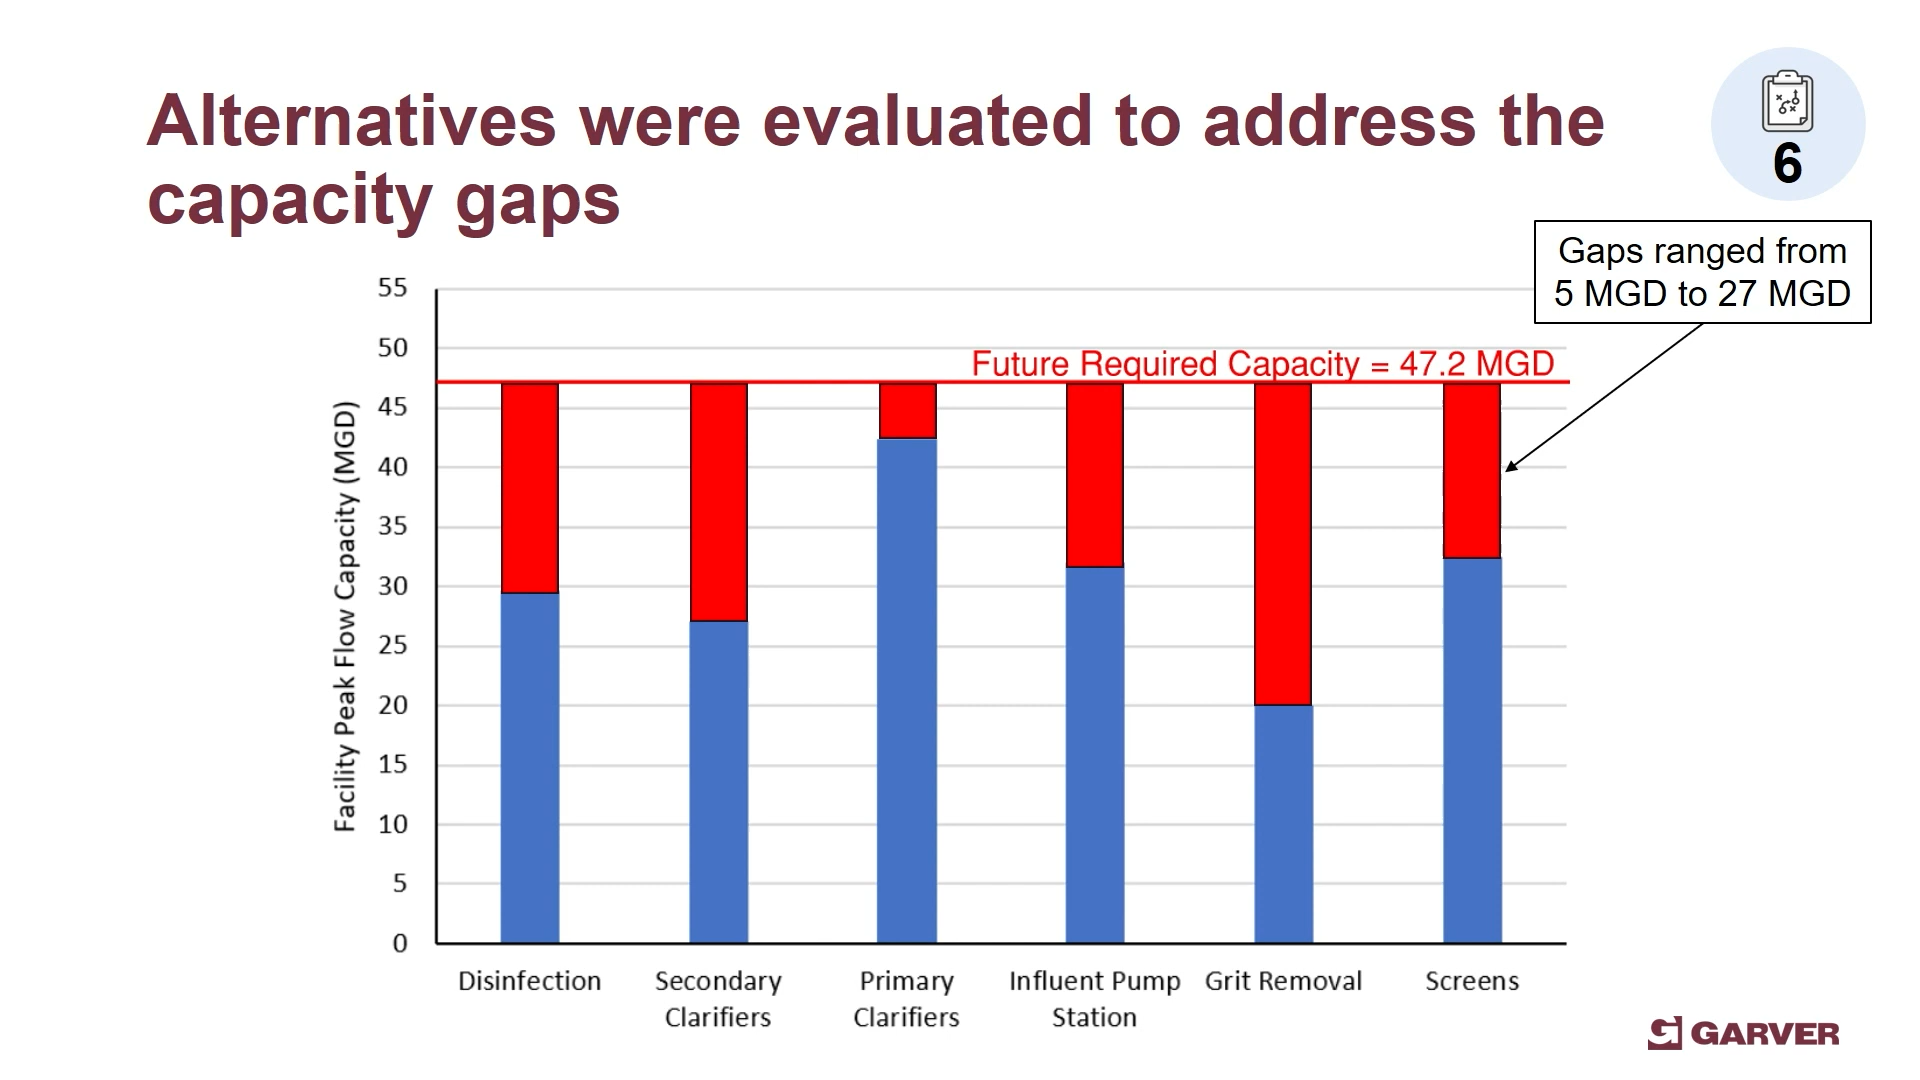 Alternatives were evaluated to address the
capacity gaps
6
Gaps ranged from
5 MGD to 27 MGD
Future Required Capacity = 47.2 MGD
Facility Peak Flow Capacity (MGD)
55
50
45
40
35
30
25
20
15
10
5
0
Disinfection
Secondary
Clarifiers
Primary
Clarifiers
Influent Pump
Station
Grit Removal
Screens
GARVER